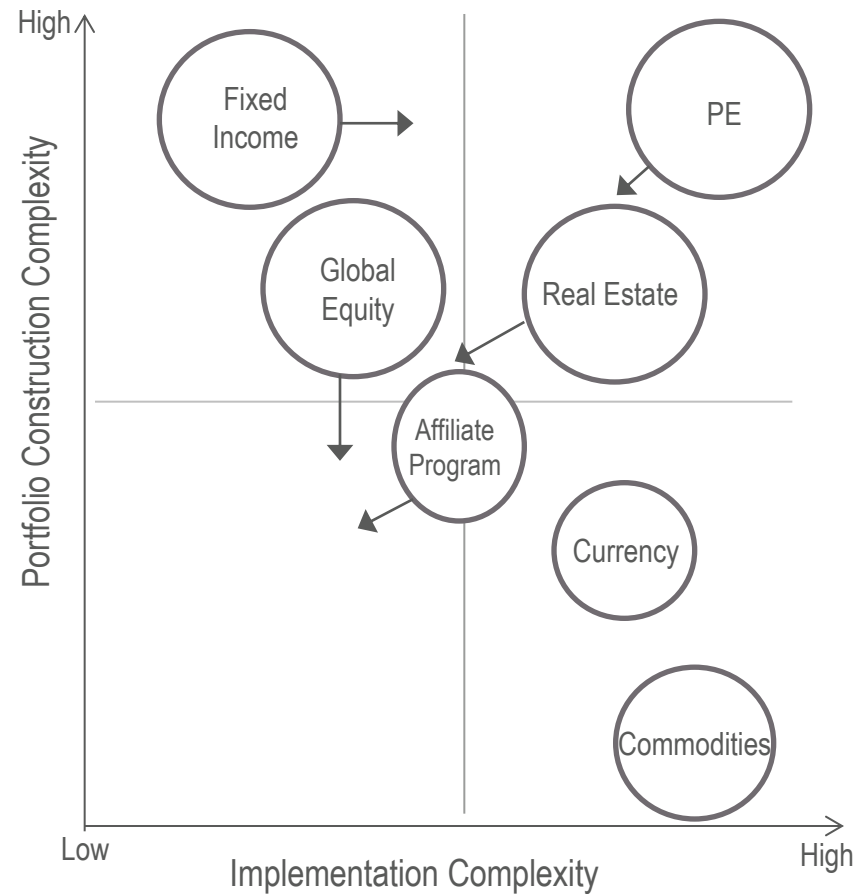 High
Fixed
Income
PE
Global
Equity
Real Estate
Affiliate
Program
Currency
Commodities
Portfolio Construction Complexity
Low
High
Implementation Complexity